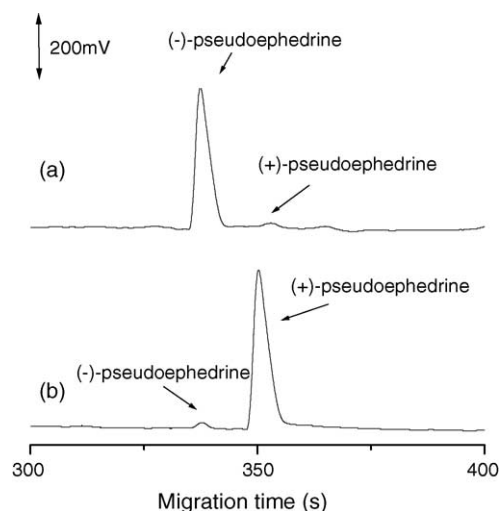 200mV
(-)-pseudoephedrine
(a)
(+)-pseudoephedrine
(+)-pseudoephedrine
(-)-pseudoephedrine
(b)
300
350
400
Migration time (s)